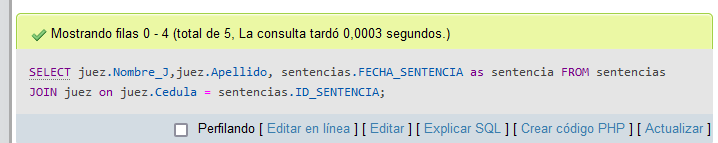 Mostrando filas 0 - 4 (total de 5, La consulta tardó 0,0003 segundos.)
SELECT juez.Nombre_J,juez.Apellido, sentencias.FECHA_SENTENCIA as sentencia FROM sentencias
JOIN juez on juez.Cedula = sentencias.ID_SENTENCIA;
Perfilando [ Editar en línea ] [ Editar ] [ Explicar SQL ] [ Crear código PHP ] [ Actualizar ]